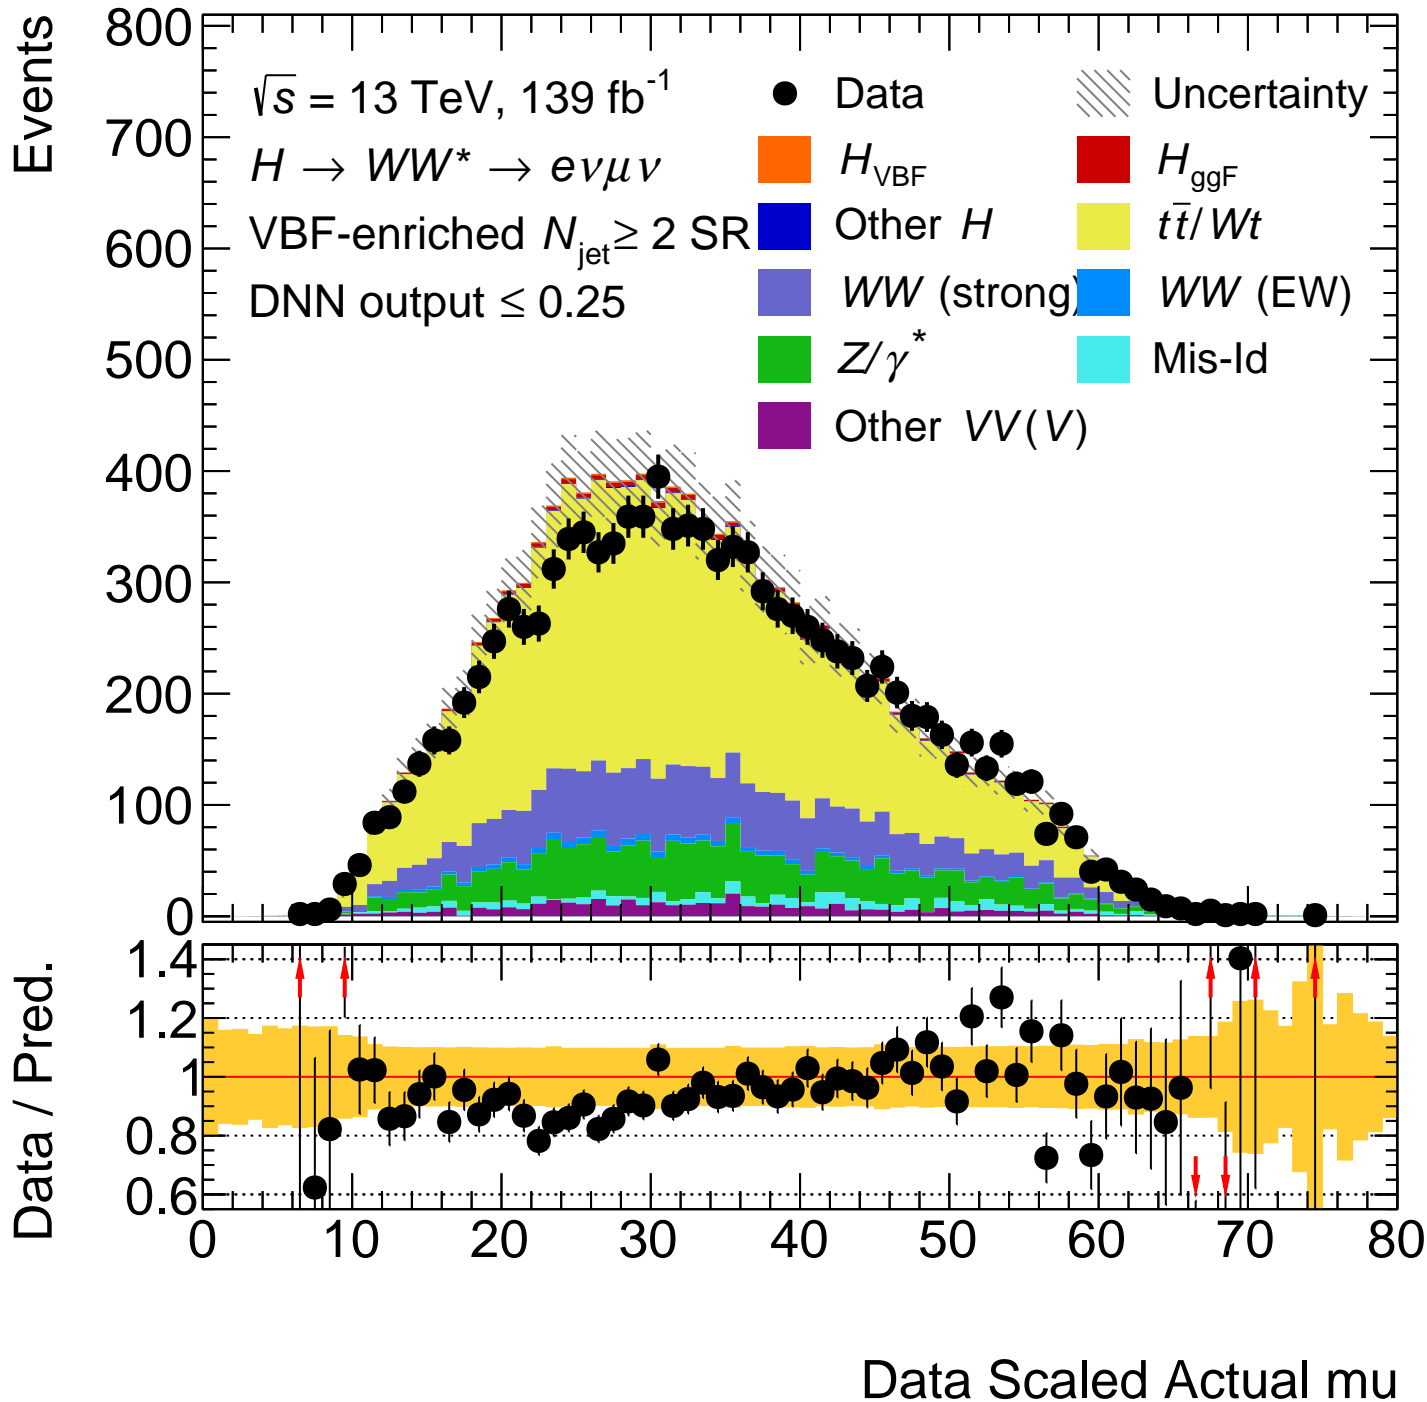 Events
800
700
600
500
400
300
200
100
0
√s = 13 TeV, 139 fb⁻¹
H → WW* → eνμν
VBF-enriched N_jet ≥ 2 SR
DNN output ≤ 0.25
Data
Uncertainty
H_VBF
H_ggF
Other H
tt̄/Wt
WW (strong)
WW (EW)
Z/γ*
Mis-Id
Other VV(V)
Data / Pred.
1.4
1.2
1
0.8
0.6
0 10 20 30 40 50 60 70 80
Data Scaled Actual mu